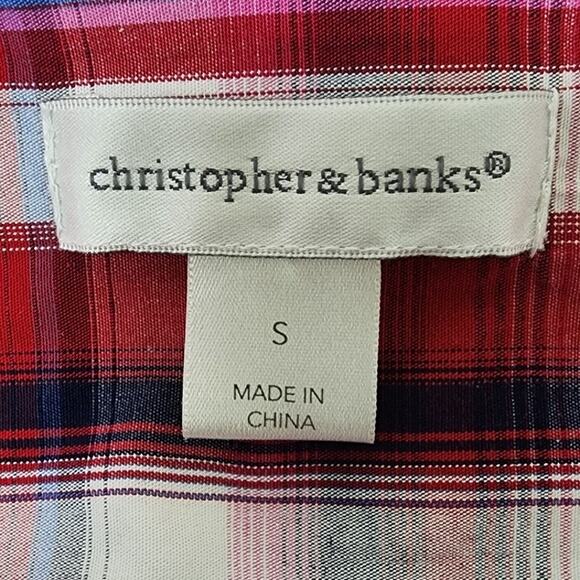 christopher & banks®
S
MADE IN
CHINA